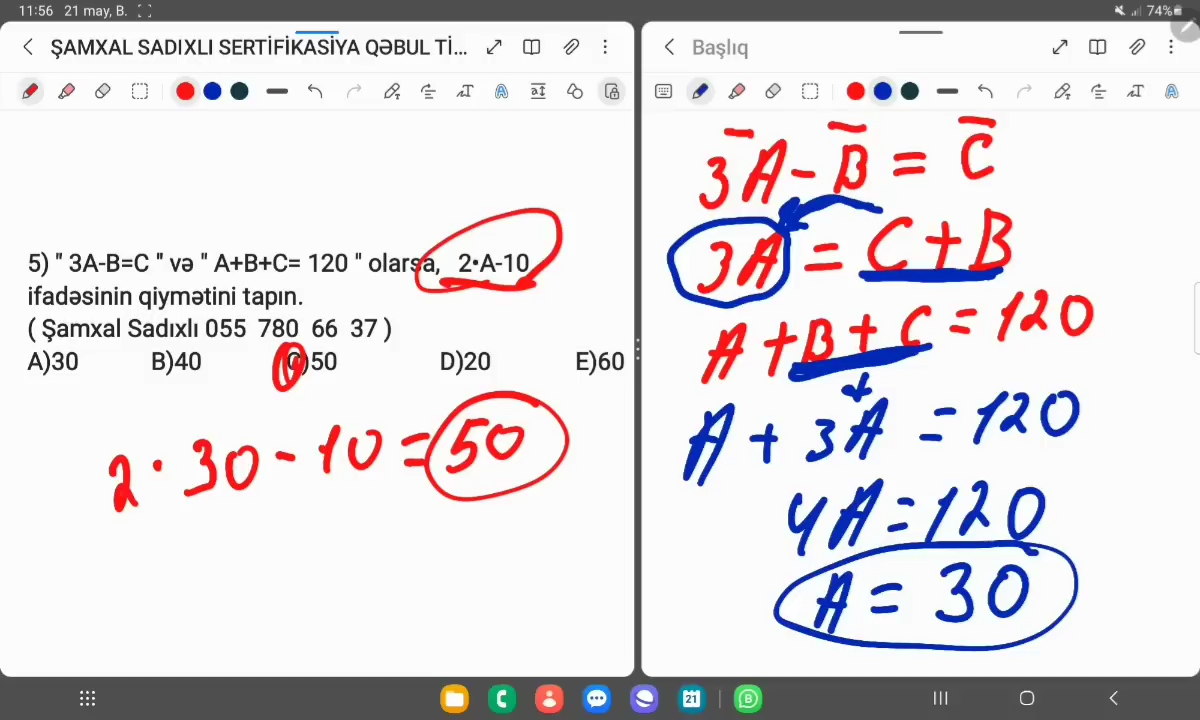 11:56 21 may, B. 74%
ŞAMXAL SADIXLI SERTİFİKASİYA QƏBUL Tİ...
Başlıq
5) " 3A-B=C " və " A+B+C= 120 " olarsa, 2•A-10
ifadəsinin qiymətini tapın.
( Şamxal Sadıxlı 055 780 66 37 )
A)30 B)40 C)50 D)20 E)60
2 · 30 - 10 = 50
3A - B = C
3A = C + B
A + B + C = 120
A + 3A = 120
4A = 120
A = 30
21